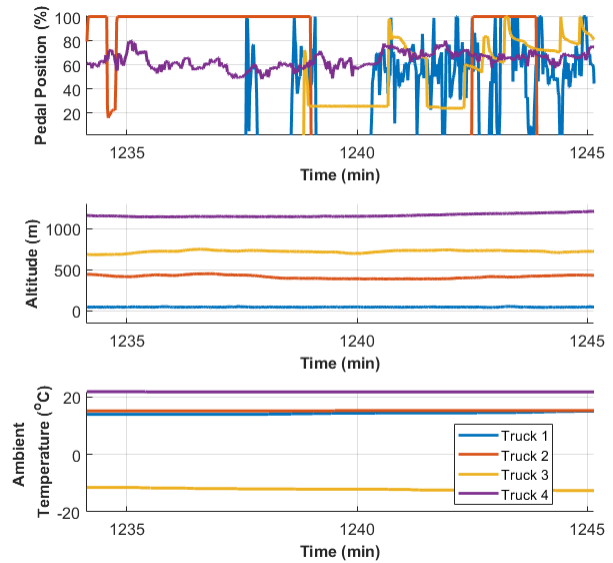 Pedal Position (%)
100
80
60
40
20
1235
1240
1245
Time (min)
Altitude (m)
1000
500
0
1235
1240
1245
Time (min)
Ambient
Temperature (°C)
20
0
-20
1235
1240
1245
Time (min)
Truck 1
Truck 2
Truck 3
Truck 4